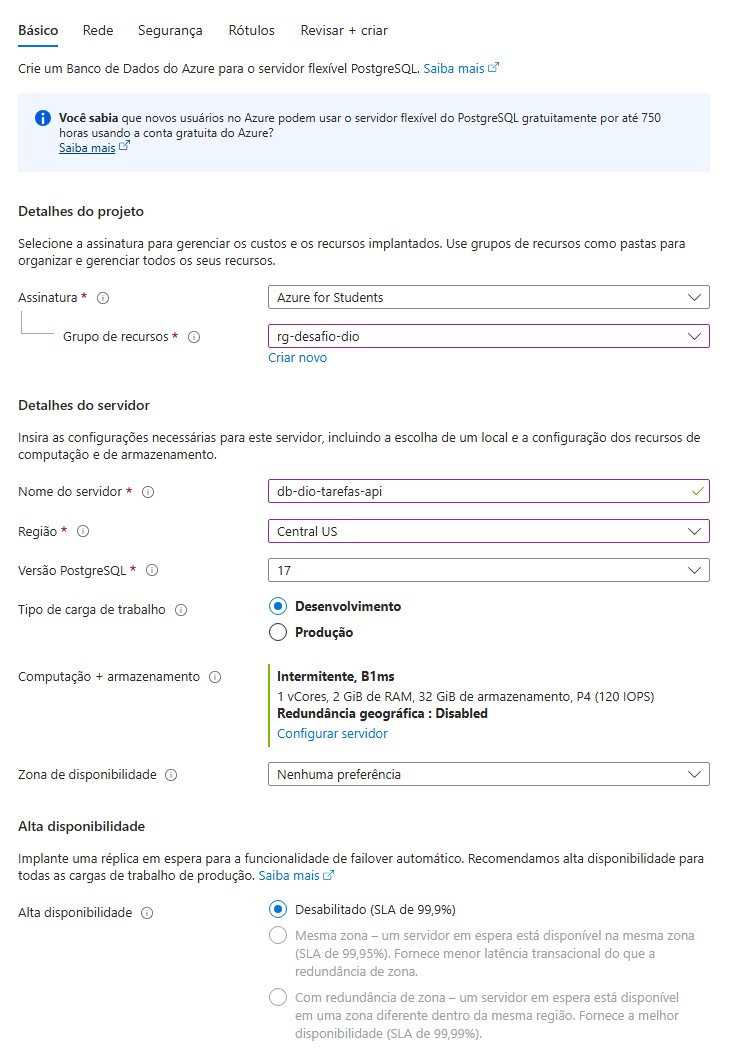 Básico Rede Segurança Rótulos Revisar + criar
Crie um Banco de Dados do Azure para o servidor flexível PostgreSQL. Saiba mais
Você sabia que novos usuários no Azure podem usar o servidor flexível do PostgreSQL gratuitamente por até 750
horas usando a conta gratuita do Azure?
Saiba mais
Detalhes do projeto
Selecione a assinatura para gerenciar os custos e os recursos implantados. Use grupos de recursos como pastas para
organizar e gerenciar todos os seus recursos.
Assinatura * Azure for Students
Grupo de recursos * rg-desafio-dio
Criar novo
Detalhes do servidor
Insira as configurações necessárias para este servidor, incluindo a escolha de um local e a configuração dos recursos de
computação e de armazenamento.
Nome do servidor * db-dio-tarefas-api
Região * Central US
Versão PostgreSQL * 17
Tipo de carga de trabalho Desenvolvimento
Produção
Computação + armazenamento Intermitente, B1ms
1 vCores, 2 GiB de RAM, 32 GiB de armazenamento, P4 (120 IOPS)
Redundância geográfica : Disabled
Configurar servidor
Zona de disponibilidade Nenhuma preferência
Alta disponibilidade
Implante uma réplica em espera para a funcionalidade de failover automático. Recomendamos alta disponibilidade para
todas as cargas de trabalho de produção. Saiba mais
Alta disponibilidade Desabilitado (SLA de 99,9%)
Mesma zona – um servidor em espera está disponível na mesma zona
(SLA de 99,95%). Fornece menor latência transacional do que a
redundância de zona.
Com redundância de zona – um servidor em espera está disponível
em uma zona diferente dentro da mesma região. Fornece a melhor
disponibilidade (SLA de 99,99%).